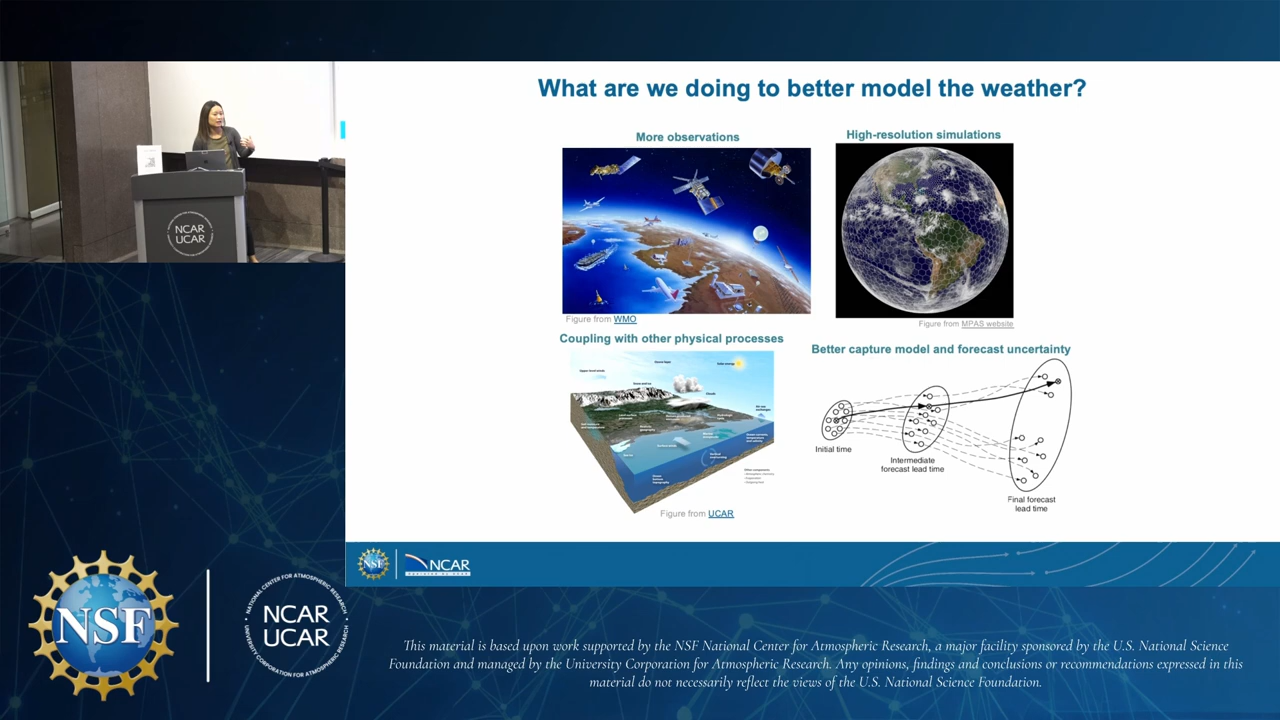 What are we doing to better model the weather?
More observations
High-resolution simulations
Figure from WMO
Figure from MPAS website
Coupling with other physical processes
Better capture model and forecast uncertainty
Initial time
Intermediate
forecast lead time
Final forecast
lead time
Figure from UCAR
NCAR
UCAR
NSF
NCAR
NSF
NATIONAL CENTER FOR ATMOSPHERIC RESEARCH
NCAR
UCAR
UNIVERSITY CORPORATION FOR ATMOSPHERIC RESEARCH
This material is based upon work supported by the NSF National Center for Atmospheric Research, a major facility sponsored by the U.S. National Science
Foundation and managed by the University Corporation for Atmospheric Research. Any opinions, findings and conclusions or recommendations expressed in this
material do not necessarily reflect the views of the U.S. National Science Foundation.